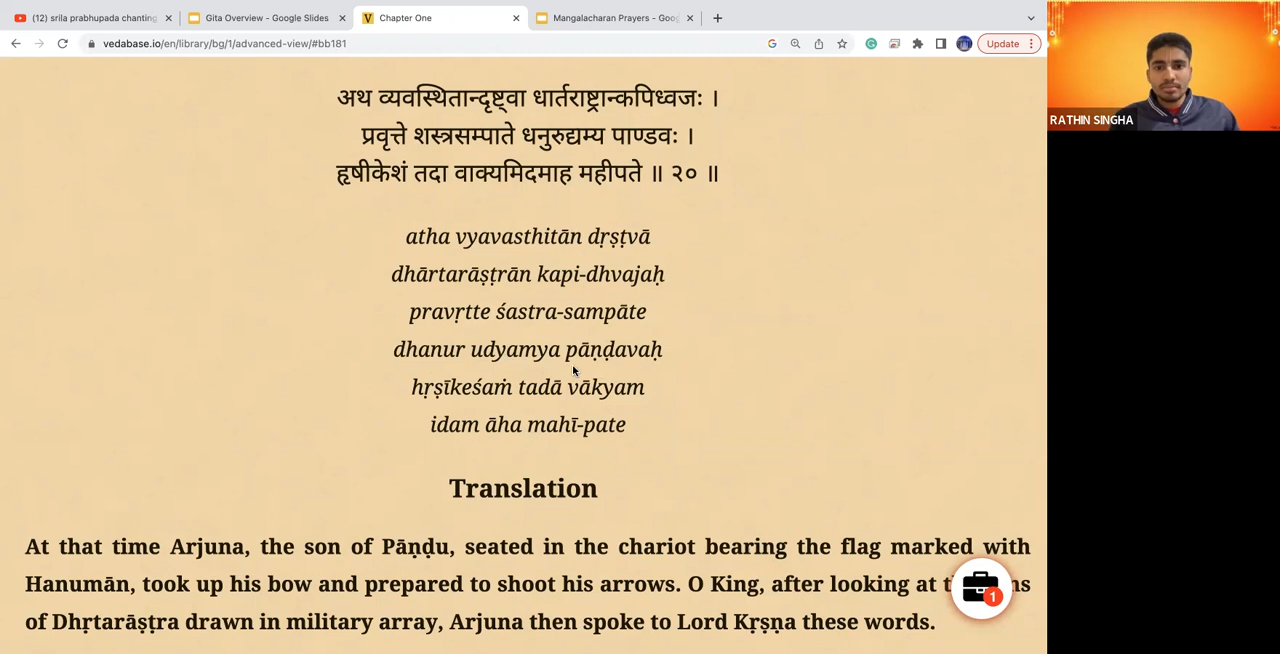 (12) srila prabhupada chanting
Gita Overview - Google Slides
Chapter One
Mangalacharan Prayers - Goo
vedabase.io/en/library/bg/1/advanced-view/#bb181
Update
RATHIN SINGHA
अथ व्यवस्थितान्दृष्ट्वा धार्तराष्ट्रान्कपिध्वजः ।
प्रवृत्ते शस्त्रसम्पाते धनुरुद्यम्य पाण्डवः ।
हृषीकेशं तदा वाक्यमिदमाह महीपते ॥ २० ॥
atha vyavasthitān dṛṣṭvā
dhārtarāṣṭrān kapi-dhvajaḥ
pravṛtte śastra-sampāte
dhanur udyamya pāṇḍavaḥ
hṛṣīkeśaṁ tadā vākyam
idam āha mahī-pate
Translation
At that time Arjuna, the son of Pāṇḍu, seated in the chariot bearing the flag marked with
Hanumān, took up his bow and prepared to shoot his arrows. O King, after looking at
of Dhṛtarāṣṭra drawn in military array, Arjuna then spoke to Lord Kṛṣṇa these words.
1